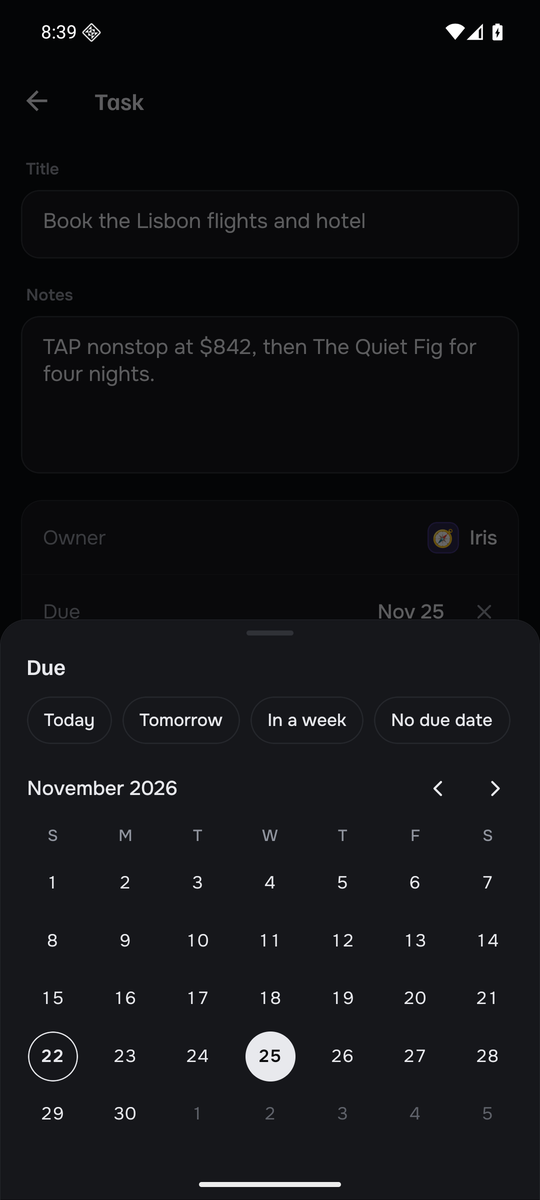 8:39
Task
Title
Book the Lisbon flights and hotel
Notes
TAP nonstop at $842, then The Quiet Fig for
four nights.
Owner Iris
Due Nov 25
Due
Today Tomorrow In a week No due date
November 2026
S M T W T F S
1 2 3 4 5 6 7
8 9 10 11 12 13 14
15 16 17 18 19 20 21
22 23 24 25 26 27 28
29 30 1 2 3 4 5